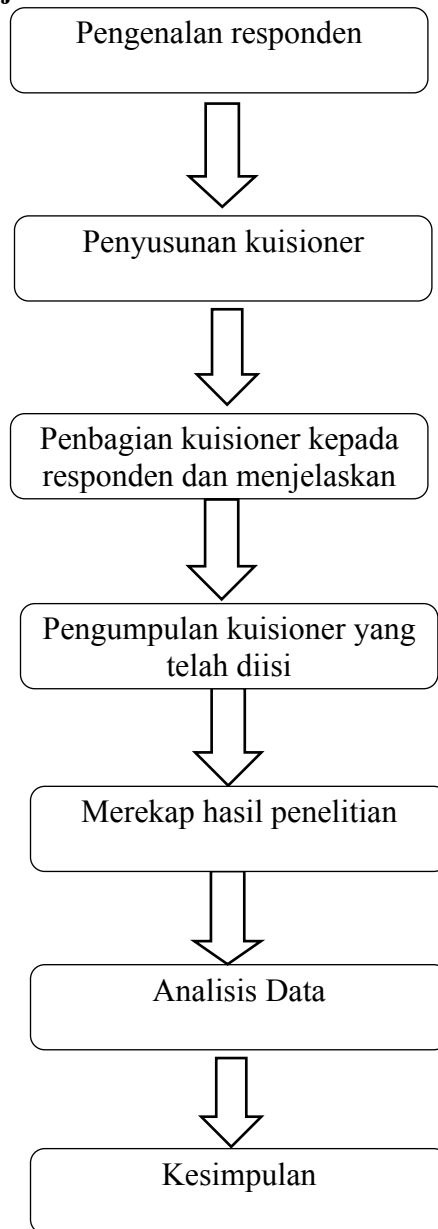 Pengenalan responden
Penyusunan kuisioner
Penbagian kuisioner kepada
responden dan menjelaskan
Pengumpulan kuisioner yang
telah diisi
Merekap hasil penelitian
Analisis Data
Kesimpulan